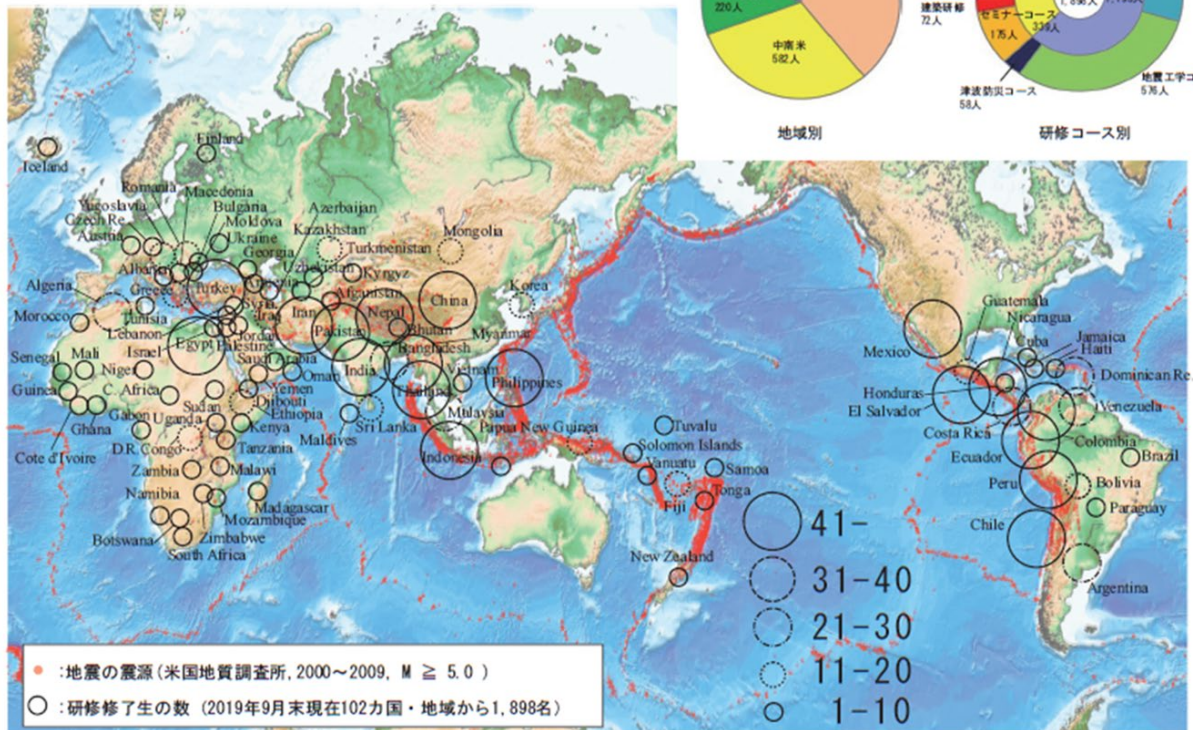 220人
中南米
582人
地域別
建築研修
72人
セミナーコース
339人
175人
津波防災コース
58人
地震工学コ
576人
研修コース別
Iceland
Finland
Romania
Macedonia
Yugoslavia
Bulgaria
Czech Re.
Moldova
Austria
Ukraine
Georgia
Azerbaijan
Kazakhstan
Turkmenistan
Mongolia
Uzbekistan
Kyrgyz
Albania
Algeria
Greece
Turkey
Afganistan
China
Korea
Morocco
Tunisia
Syria
Iraq
Iran
Nepal
Lebanon
Pakistan
Bhutan
Myanmar
Israel
Egypt
Palestine
Jordan
Bangladesh
Senegal
Mali
Niger
Saudi Arabia
Oman
India
Vietnam
Thailand
Philippines
Guinea
C. Africa
Yemen
Djibouti
Sudan
Ethiopia
Gabon
Uganda
Kenya
Maldives
Sri Lanka
Mulaysia
Ghana
Papua New Guinea
Tuvalu
Cote d'Ivoire
D.R.Congo
Tanzania
Indonesia
Solomon Islands
Zambia
Malawi
Vanuatu
Samoa
Namibia
Madagascar
Fiji
Tonga
Mozambique
Botswana
Zimbabwe
South Africa
New Zealand
Guatemala
Nicaragua
Mexico
Cuba
Jamaica
Haiti
Honduras
Dominican Re.
El Salvador
Venezuela
Costa Rica
Colombia
Ecuador
Brazil
Peru
Bolivia
Paraguay
Chile
Argentina
41-
31-40
21-30
11-20
1-10
:地震の震源(米国地質調査所,2000〜2009, M ≧ 5.0 )
:研修修了生の数 (2019年9月末現在102カ国・地域から1,898名)